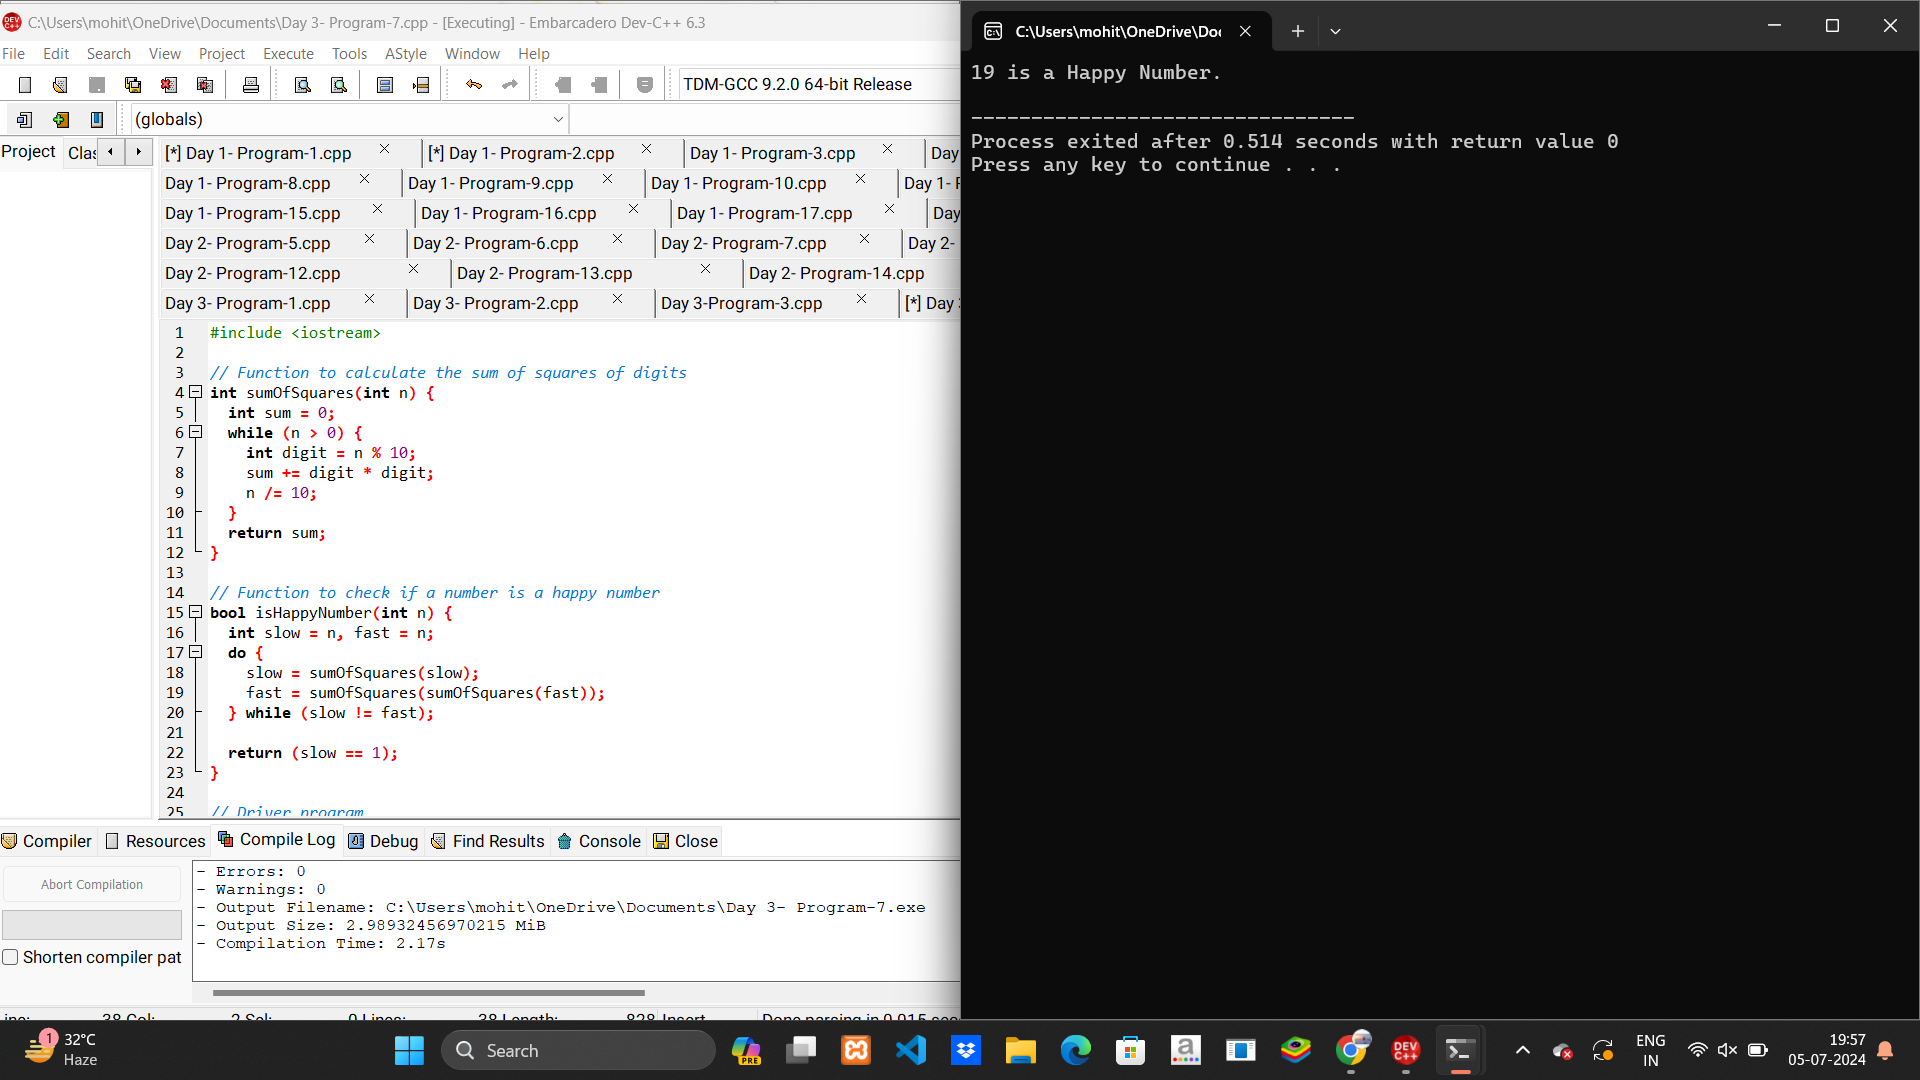 C:\Users\mohit\OneDrive\Documents\Day 3- Program-7.cpp - [Executing] - Embarcadero Dev-C++ 6.3
File Edit Search View Project Execute Tools AStyle Window Help
TDM-GCC 9.2.0 64-bit Release
(globals)
Project Clas
[*] Day 1- Program-1.cpp [*] Day 1- Program-2.cpp Day 1- Program-3.cpp Day
Day 1- Program-8.cpp Day 1- Program-9.cpp Day 1- Program-10.cpp Day 1-
Day 1- Program-15.cpp Day 1- Program-16.cpp Day 1- Program-17.cpp Day
Day 2- Program-5.cpp Day 2- Program-6.cpp Day 2- Program-7.cpp Day 2-
Day 2- Program-12.cpp Day 2- Program-13.cpp Day 2- Program-14.cpp
Day 3- Program-1.cpp Day 3- Program-2.cpp Day 3-Program-3.cpp [*] Day
1 #include <iostream>
2
3 // Function to calculate the sum of squares of digits
4 int sumOfSquares(int n) {
5 int sum = 0;
6 while (n > 0) {
7 int digit = n % 10;
8 sum += digit * digit;
9 n /= 10;
10 }
11 return sum;
12 }
13
14 // Function to check if a number is a happy number
15 bool isHappyNumber(int n) {
16 int slow = n, fast = n;
17 do {
18 slow = sumOfSquares(slow);
19 fast = sumOfSquares(sumOfSquares(fast));
20 } while (slow != fast);
21
22 return (slow == 1);
23 }
24
25 // Driver program
Compiler Resources Compile Log Debug Find Results Console Close
Abort Compilation
Shorten compiler pat
- Errors: 0
- Warnings: 0
- Output Filename: C:\Users\mohit\OneDrive\Documents\Day 3- Program-7.exe
- Output Size: 2.98932456970215 MiB
- Compilation Time: 2.17s
38 Col: 2 Sel: 0 Lines: 38 Length: 828 Insert Done parsing in 0.015
C:\Users\mohit\OneDrive\Doc
19 is a Happy Number.
--------------------------------
Process exited after 0.514 seconds with return value 0
Press any key to continue . . .
1
32°C
Haze
Search
PRE
DEV C++
ENG
IN
19:57
05-07-2024